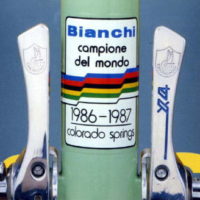 Bianchi
campione
del mondo
1986-1987
colorado springs